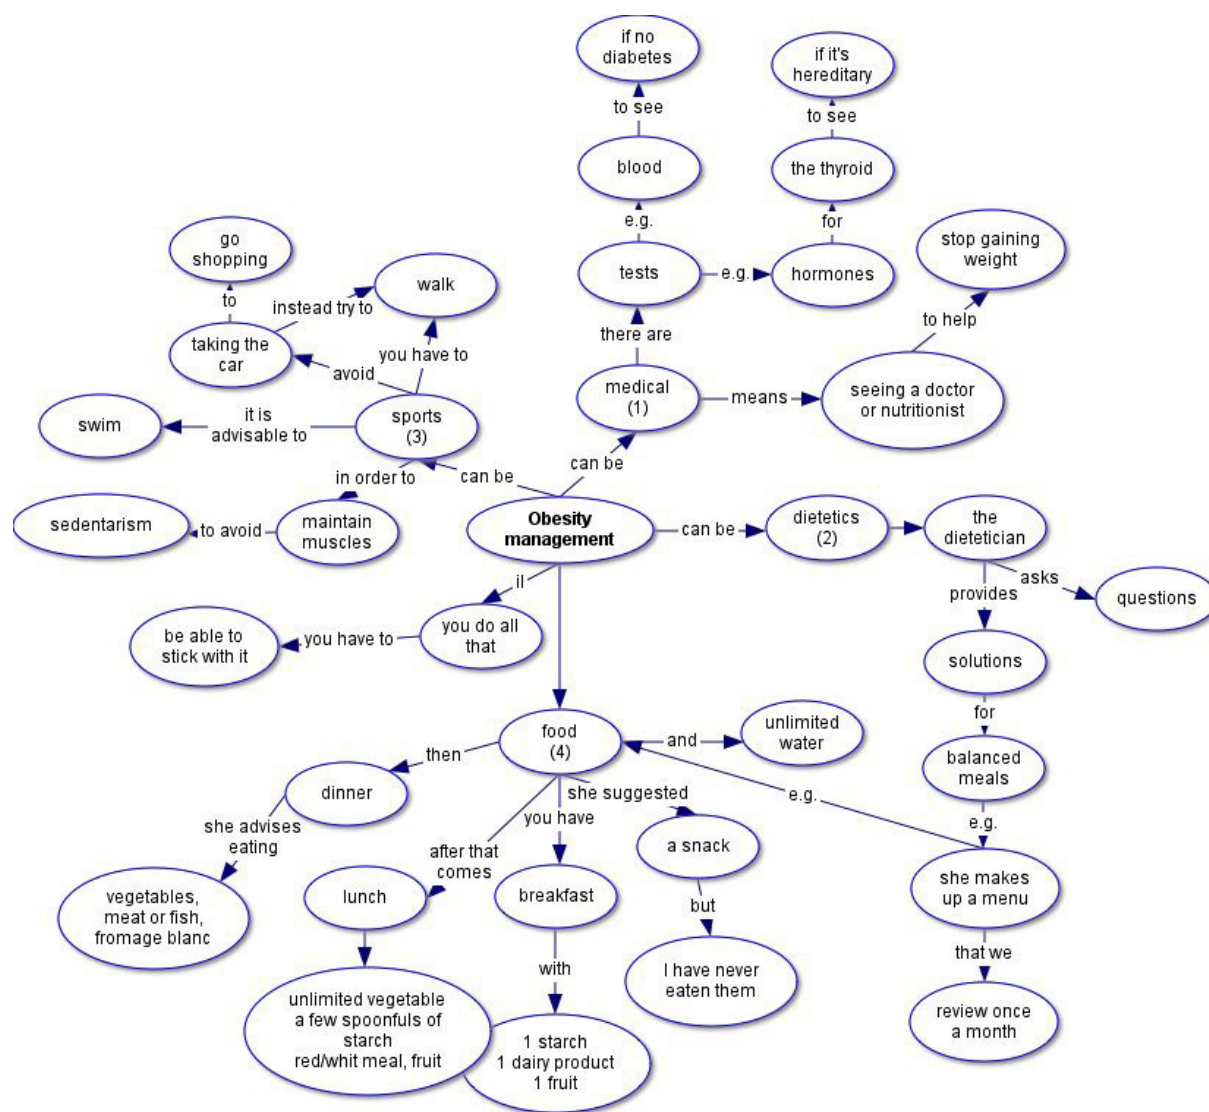 if no
diabetes
if it's
hereditary
to see
to see
blood
the thyroid
e.g.
for
go
shopping
stop gaining
weight
walk
tests
e.g.
hormones
to
instead try to
to help
there are
taking the
car
you have to
avoid
medical
(1)
means
seeing a doctor
or nutritionist
swim
it is
advisable to
sports
(3)
can be
in order to
can be
sedentarism
to avoid
maintain
muscles
Obesity
management
can be
dietetics
(2)
the
dietetician
il
asks
provides
questions
be able to
stick with it
you have to
you do all
that
solutions
for
food
(4)
and
unlimited
water
then
balanced
meals
dinner
she suggested
e.g.
you have
e.g.
she advises
eating
after that
comes
a snack
lunch
breakfast
she makes
up a menu
vegetables,
meat or fish,
fromage blanc
but
with
that we
I have never
eaten them
unlimited vegetable
a few spoonfuls of
starch
red/whit meal, fruit
review once
a month
1 starch
1 dairy product
1 fruit